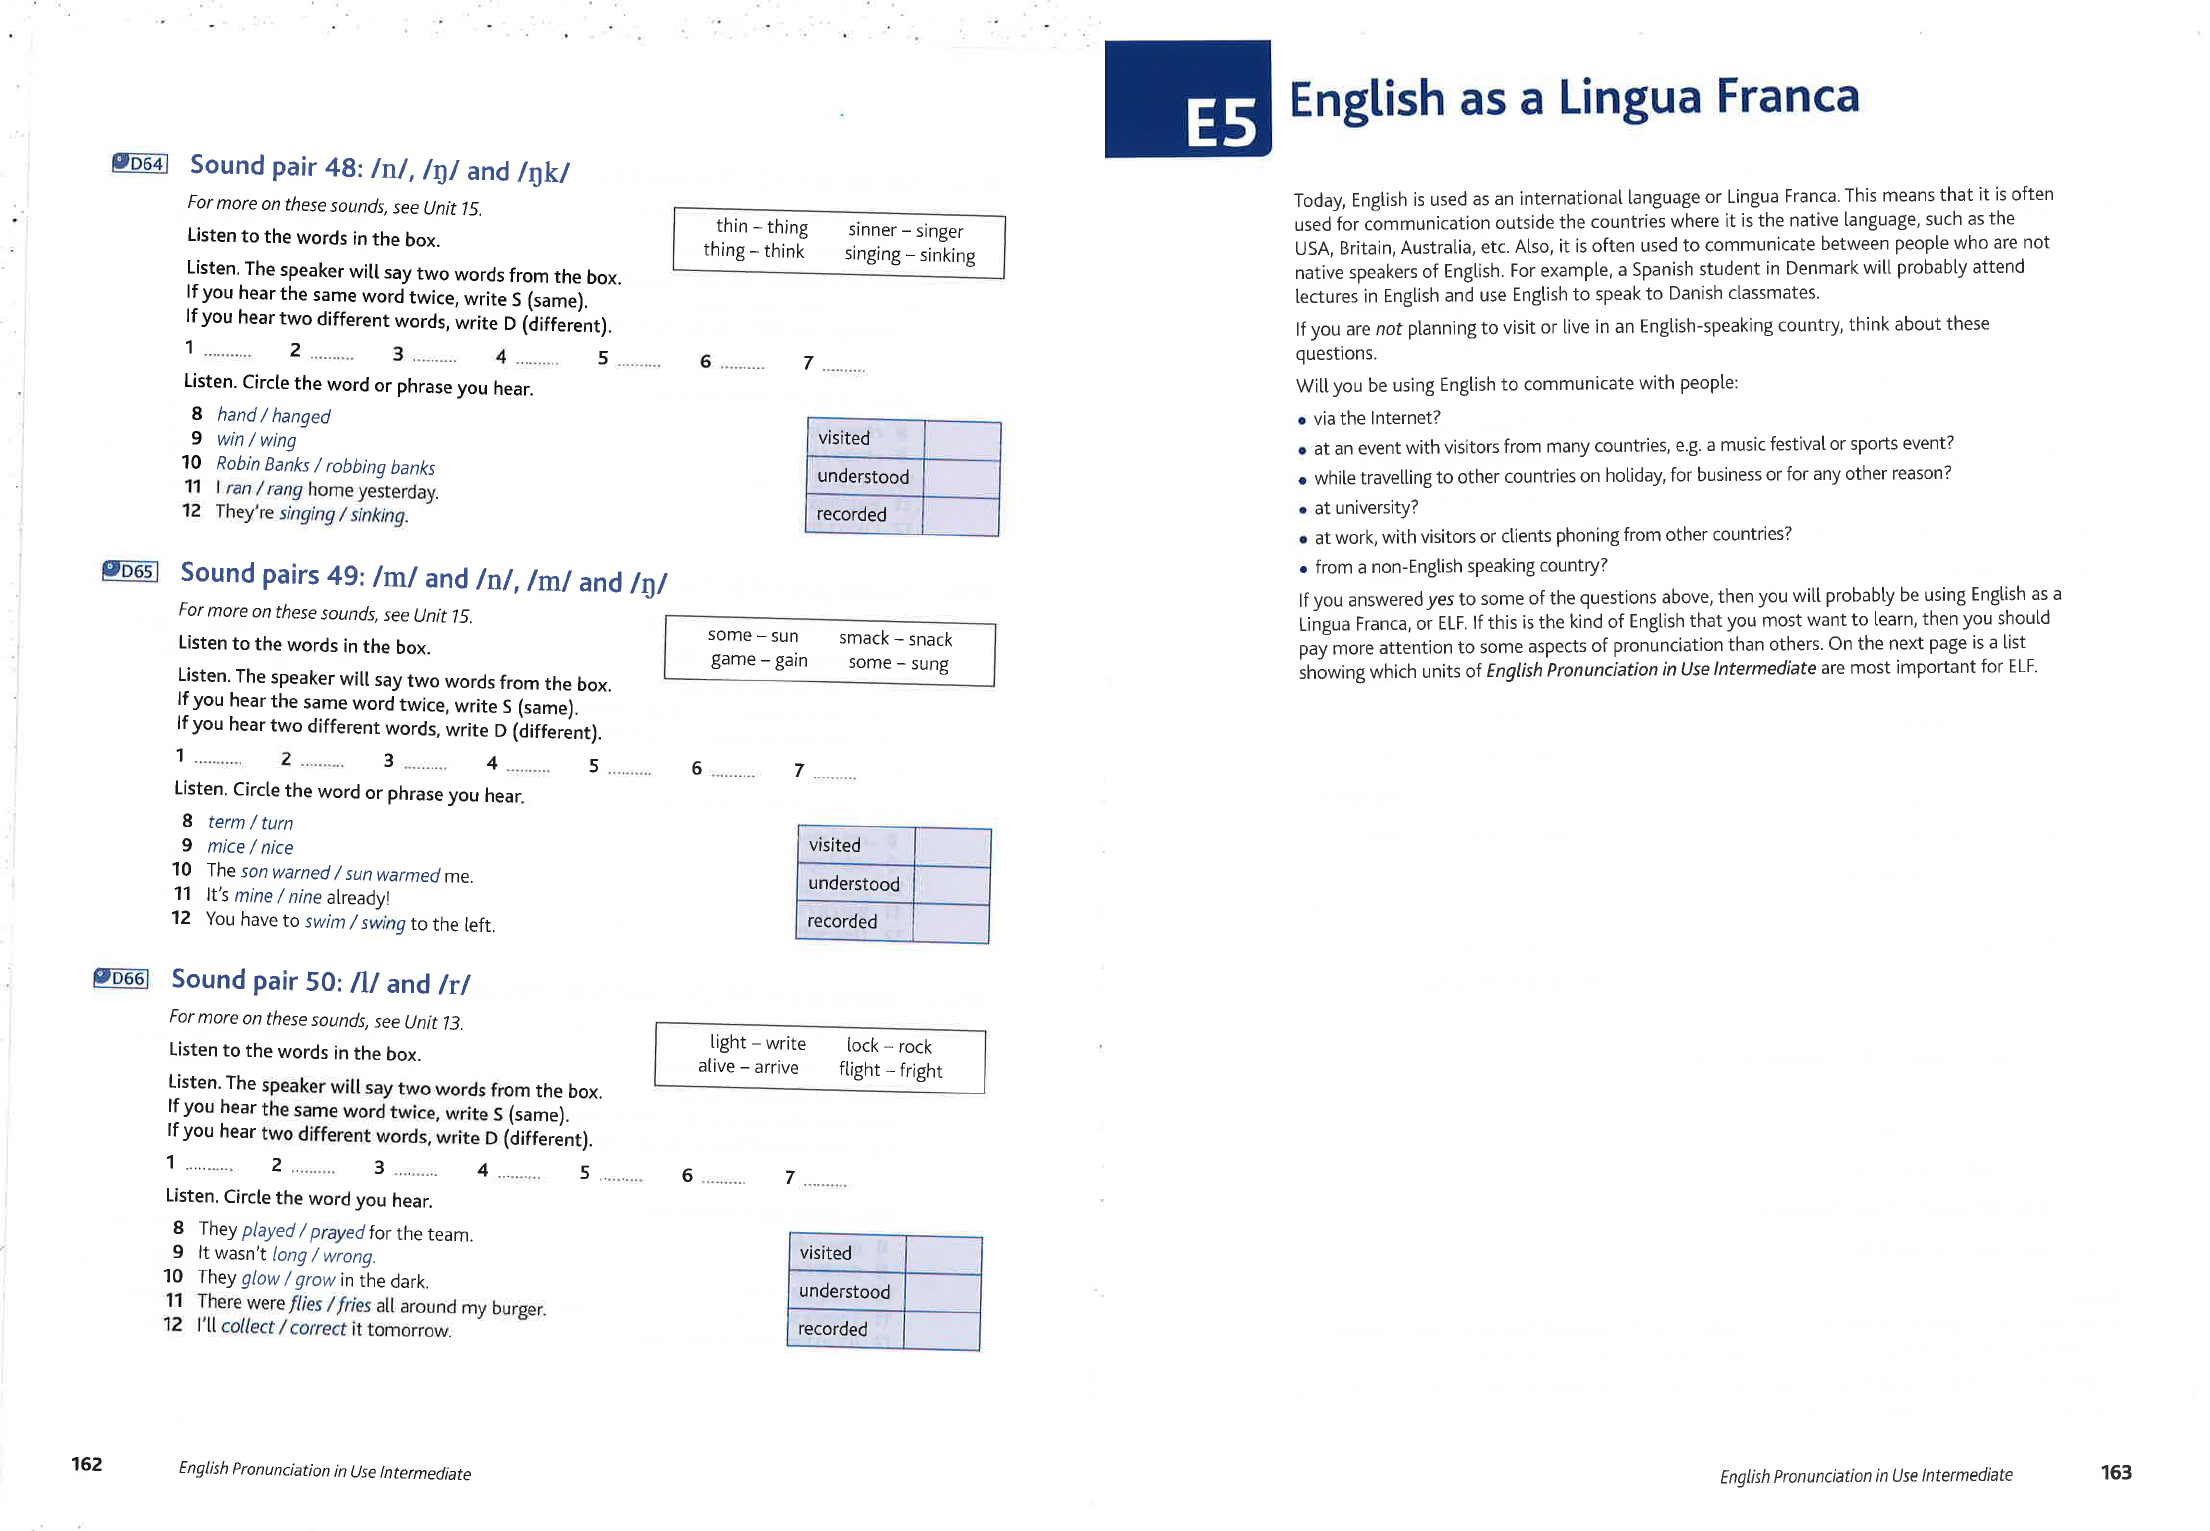 D64 Sound pair 48: /n/, /ŋ/ and /ŋk/
For more on these sounds, see Unit 15.
Listen to the words in the box.
thin – thing sinner – singer
thing – think singing – sinking
Listen. The speaker will say two words from the box.
If you hear the same word twice, write S (same).
If you hear two different words, write D (different).
1 ........... 2 ........... 3 ........... 4 ........... 5 ........... 6 ........... 7 ...........
Listen. Circle the word or phrase you hear.
8 hand / hanged
9 win / wing
10 Robin Banks / robbing banks
11 I ran / rang home yesterday.
12 They're singing / sinking.
visited
understood
recorded
D65 Sound pairs 49: /m/ and /n/, /m/ and /ŋ/
For more on these sounds, see Unit 15.
Listen to the words in the box.
some – sun smack – snack
game – gain some – sung
Listen. The speaker will say two words from the box.
If you hear the same word twice, write S (same).
If you hear two different words, write D (different).
1 ........... 2 ........... 3 ........... 4 ........... 5 ........... 6 ........... 7 ...........
Listen. Circle the word or phrase you hear.
8 term / turn
9 mice / nice
10 The son warned / sun warmed me.
11 It's mine / nine already!
12 You have to swim / swing to the left.
visited
understood
recorded
D66 Sound pair 50: /l/ and /r/
For more on these sounds, see Unit 13.
Listen to the words in the box.
light – write lock – rock
alive – arrive flight – fright
Listen. The speaker will say two words from the box.
If you hear the same word twice, write S (same).
If you hear two different words, write D (different).
1 ........... 2 ........... 3 ........... 4 ........... 5 ........... 6 ........... 7 ...........
Listen. Circle the word you hear.
8 They played / prayed for the team.
9 It wasn't long / wrong.
10 They glow / grow in the dark.
11 There were flies / fries all around my burger.
12 I'll collect / correct it tomorrow.
visited
understood
recorded
162 English Pronunciation in Use Intermediate
E5 English as a Lingua Franca
Today, English is used as an international language or Lingua Franca. This means that it is often
used for communication outside the countries where it is the native language, such as the
USA, Britain, Australia, etc. Also, it is often used to communicate between people who are not
native speakers of English. For example, a Spanish student in Denmark will probably attend
lectures in English and use English to speak to Danish classmates.
If you are not planning to visit or live in an English-speaking country, think about these
questions.
Will you be using English to communicate with people:
• via the Internet?
• at an event with visitors from many countries, e.g. a music festival or sports event?
• while travelling to other countries on holiday, for business or for any other reason?
• at university?
• at work, with visitors or clients phoning from other countries?
• from a non-English speaking country?
If you answered yes to some of the questions above, then you will probably be using English as a
Lingua Franca, or ELF. If this is the kind of English that you most want to learn, then you should
pay more attention to some aspects of pronunciation than others. On the next page is a list
showing which units of English Pronunciation in Use Intermediate are most important for ELF.
English Pronunciation in Use Intermediate 163